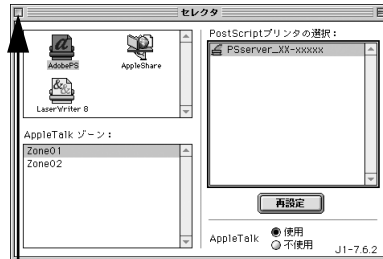 セレクタ
AdobePS
AppleShare
LaserWriter 8
AppleTalk ゾーン：
Zone01
Zone02
PostScriptプリンタの選択：
PSserver_XX-xxxxx
再設定
AppleTalk
使用
不使用
J1-7.6.2